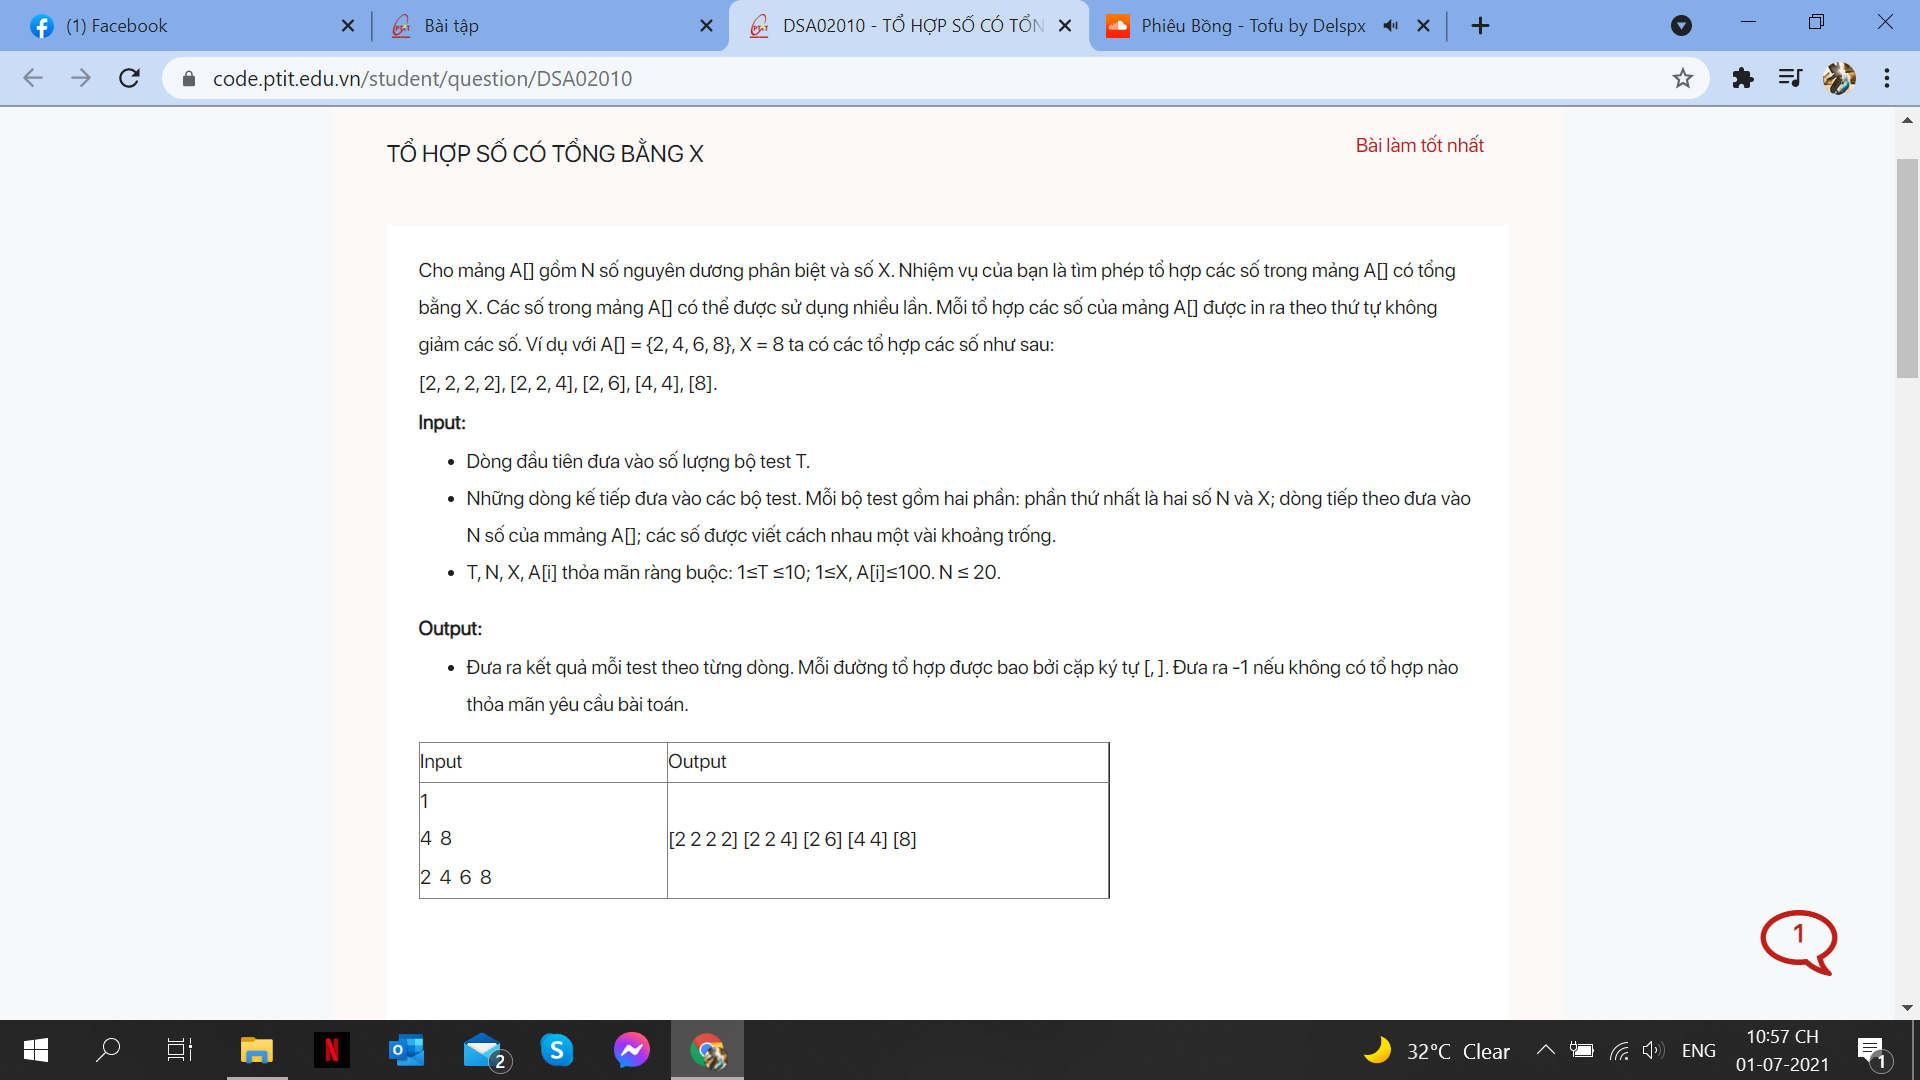 (1) Facebook
Bài tập
DSA02010 - TỔ HỢP SỐ CÓ TỔN
Phiêu Bồng - Tofu by Delspx
code.ptit.edu.vn/student/question/DSA02010
TỔ HỢP SỐ CÓ TỔNG BẰNG X
Bài làm tốt nhất
Cho mảng A[] gồm N số nguyên dương phân biệt và số X. Nhiệm vụ của bạn là tìm phép tổ hợp các số trong mảng A[] có tổng
bằng X. Các số trong mảng A[] có thể được sử dụng nhiều lần. Mỗi tổ hợp các số của mảng A[] được in ra theo thứ tự không
giảm các số. Ví dụ với A[] = {2, 4, 6, 8}, X = 8 ta có các tổ hợp các số như sau:
[2, 2, 2, 2], [2, 2, 4], [2, 6], [4, 4], [8].
Input:
• Dòng đầu tiên đưa vào số lượng bộ test T.
• Những dòng kế tiếp đưa vào các bộ test. Mỗi bộ test gồm hai phần: phần thứ nhất là hai số N và X; dòng tiếp theo đưa vào
N số của mmảng A[]; các số được viết cách nhau một vài khoảng trống.
• T, N, X, A[i] thỏa mãn ràng buộc: 1≤T ≤10; 1≤X, A[i]≤100. N ≤ 20.
Output:
• Đưa ra kết quả mỗi test theo từng dòng. Mỗi đường tổ hợp được bao bởi cặp ký tự [, ]. Đưa ra -1 nếu không có tổ hợp nào
thỏa mãn yêu cầu bài toán.
Input Output
1
4 8
[2 2 2 2] [2 2 4] [2 6] [4 4] [8]
2 4 6 8
1
2
32°C Clear
ENG
10:57 CH
01-07-2021
1